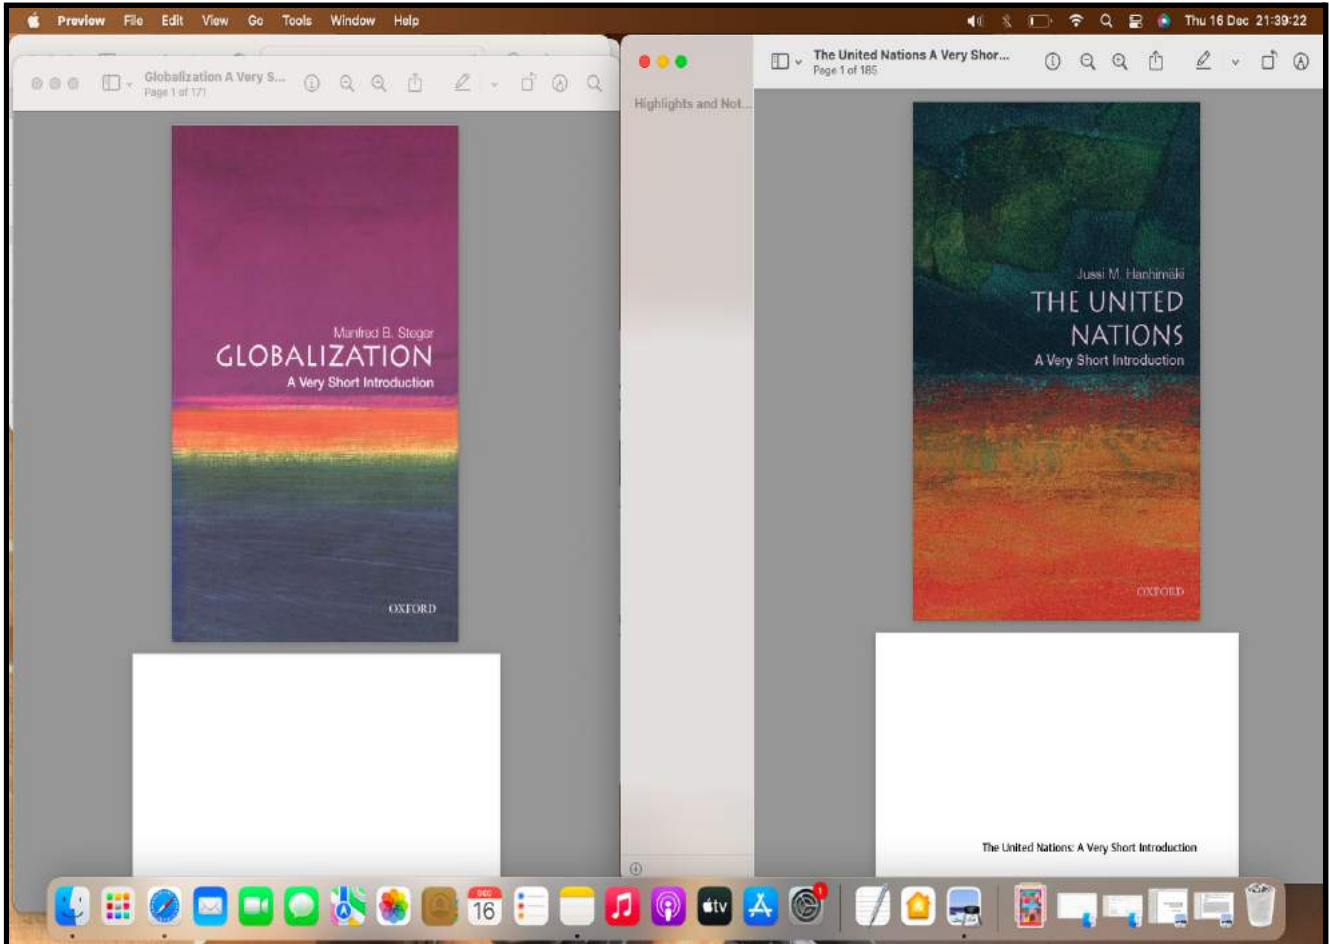 Preview File Edit View Go Tools Window Help
Thu 16 Dec 21:39:22
Globalization A Very S...
Page 1 of 171
Manfred B. Steger
GLOBALIZATION
A Very Short Introduction
OXFORD
Highlights and Not...
The United Nations A Very Shor...
Page 1 of 185
Jussi M. Hanhimäki
THE UNITED
NATIONS
A Very Short Introduction
OXFORD
The United Nations: A Very Short Introduction
DEC
16
tv
1